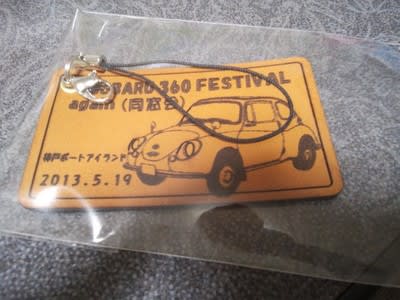 360 FESTIVAL
again (同窓会)
神戸ポートアイランド
2013.5.19